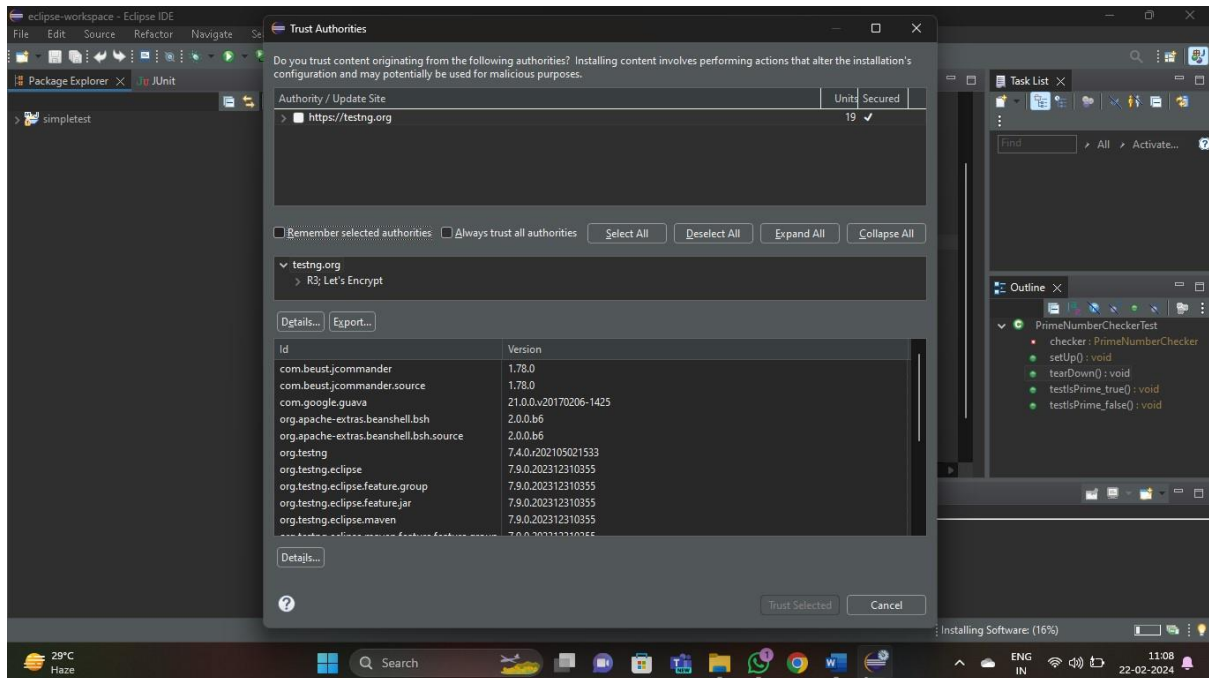 eclipse-workspace - Eclipse IDE
File Edit Source Refactor Navigate Se
Package Explorer
JUnit
simpletest
Trust Authorities
Do you trust content originating from the following authorities? Installing content involves performing actions that alter the installation's
configuration and may potentially be used for malicious purposes.
Authority / Update Site Units Secured
https://testng.org 19
Remember selected authorities Always trust all authorities Select All Deselect All Expand All Collapse All
testng.org
R3; Let's Encrypt
Details... Export...
Id Version
com.beust.jcommander 1.78.0
com.beust.jcommander.source 1.78.0
com.google.guava 21.0.0.v20170206-1425
org.apache-extras.beanshell.bsh 2.0.0.b6
org.apache-extras.beanshell.bsh.source 2.0.0.b6
org.testng 7.4.0.r202105021533
org.testng.eclipse 7.9.0.202312310355
org.testng.eclipse.feature.group 7.9.0.202312310355
org.testng.eclipse.feature.jar 7.9.0.202312310355
org.testng.eclipse.maven 7.9.0.202312310355
Details...
Trust Selected Cancel
Task List
Find All Activate...
Outline
PrimeNumberCheckerTest
checker : PrimeNumberChecker
setUp() : void
tearDown() : void
testIsPrime_true() : void
testIsPrime_false() : void
Installing Software: (16%)
29°C
Haze
Search
ENG
IN
11:08
22-02-2024